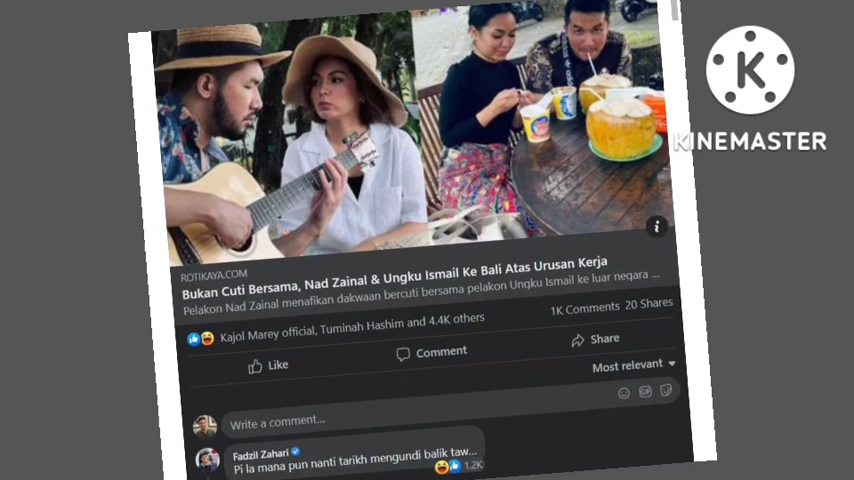 K
KINEMASTER
ROTIKAYA.COM
Bukan Cuti Bersama, Nad Zainal & Ungku Ismail Ke Bali Atas Urusan Kerja
Pelakon Nad Zainal menafikan dakwaan bercuti bersama pelakon Ungku Ismail ke luar negara ...
Kajol Marey official, Tuminah Hashim and 4.4K others
1K Comments 20 Shares
Like
Comment
Share
Most relevant
Write a comment...
GIF
Fadzil Zahari
Pi la mana pun nanti tarikh mengundi balik taw...
1.2K